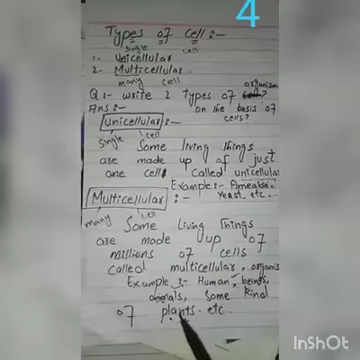 4
Types of cell :-
single cell
1. Unicellular
2. Multicellular
many cell
Q:- write 2 Types of organism
Ans:- on the basis of
cells?
Unicellular :-
single cell
Some living things
are made up of just
one cell called unicellular
Example:- Amoeba,
Yeast, etc.
Multicellular :-
many cell
Some Living Things
are made up of
millions of cells
called multicellular organis
Example :- Human beings,
some kind
of plants. etc.
InShot